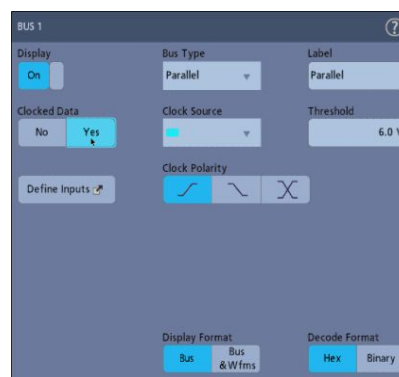 BUS 1
?
Display Bus Type Label
On Parallel Parallel
Clocked Data Clock Source Threshold
No Yes 6.0 V
Clock Polarity
Define Inputs
Display Format Decode Format
Bus Bus &Wfms Hex Binary